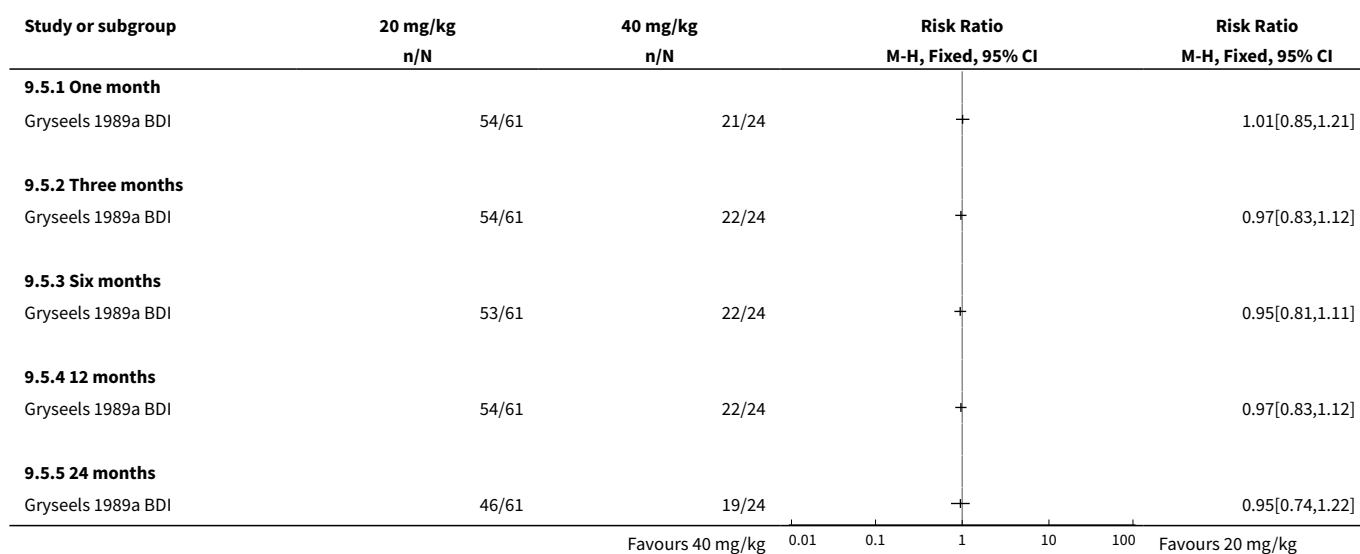 Study or subgroup 20 mg/kg 40 mg/kg Risk Ratio Risk Ratio
n/N n/N M-H, Fixed, 95% CI M-H, Fixed, 95% CI
9.5.1 One month
Gryseels 1989a BDI 54/61 21/24 1.01[0.85,1.21]
9.5.2 Three months
Gryseels 1989a BDI 54/61 22/24 0.97[0.83,1.12]
9.5.3 Six months
Gryseels 1989a BDI 53/61 22/24 0.95[0.81,1.11]
9.5.4 12 months
Gryseels 1989a BDI 54/61 22/24 0.97[0.83,1.12]
9.5.5 24 months
Gryseels 1989a BDI 46/61 19/24 0.95[0.74,1.22]
Favours 40 mg/kg 0.01 0.1 1 10 100 Favours 20 mg/kg